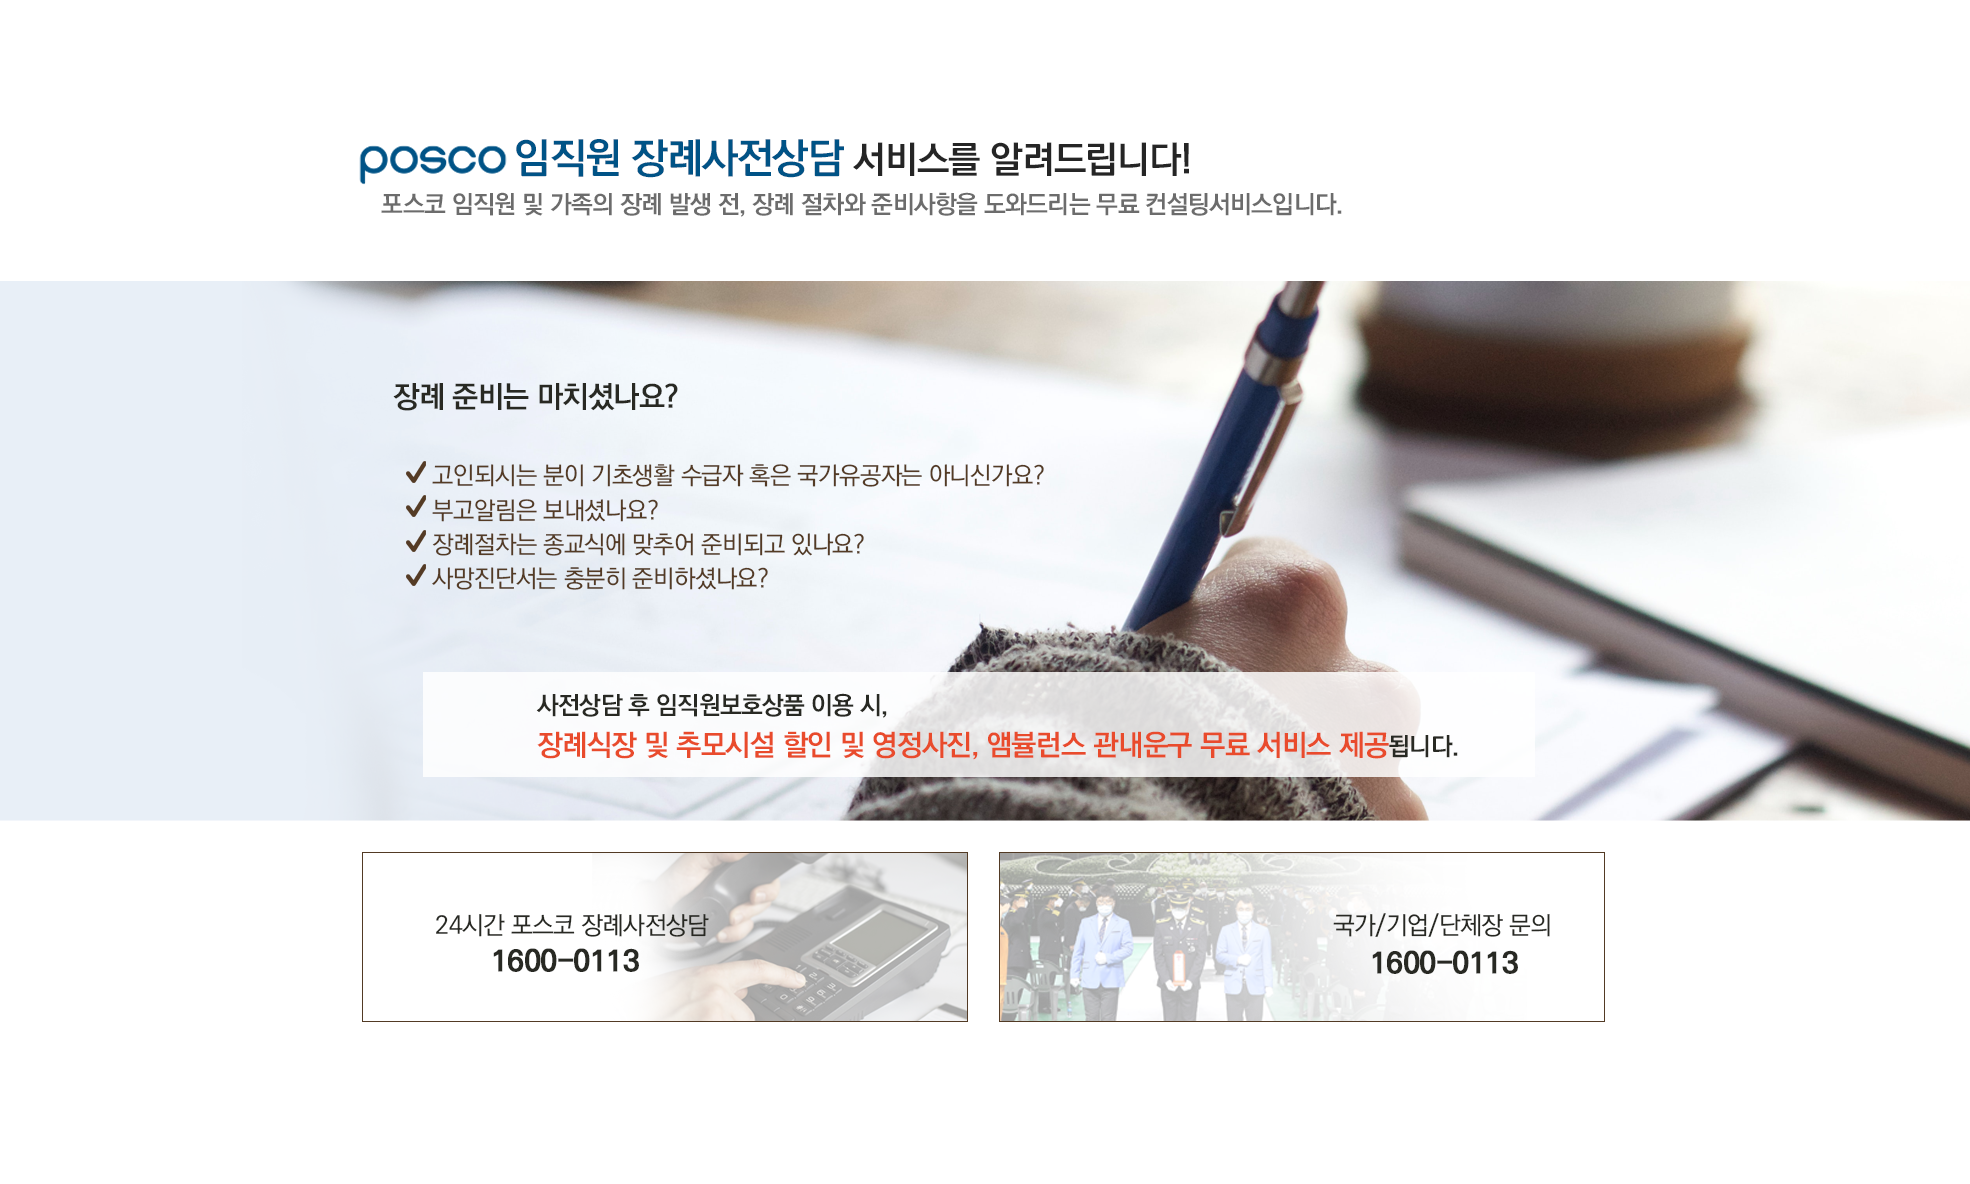 posco 임직원 장례사전상담 서비스를 알려드립니다!
포스코 임직원 및 가족의 장례 발생 전, 장례 절차와 준비사항을 도와드리는 무료 컨설팅서비스입니다.
장례 준비는 마치셨나요?
고인되시는 분이 기초생활 수급자 혹은 국가유공자는 아니신가요?
부고알림은 보내셨나요?
장례절차는 종교식에 맞추어 준비되고 있나요?
사망진단서는 충분히 준비하셨나요?
사전상담 후 임직원보호상품 이용 시,
장례식장 및 추모시설 할인 및 영정사진, 앰뷸런스 관내운구 무료 서비스 제공됩니다.
24시간 포스코 장례사전상담
1600-0113
국가/기업/단체장 문의
1600-0113